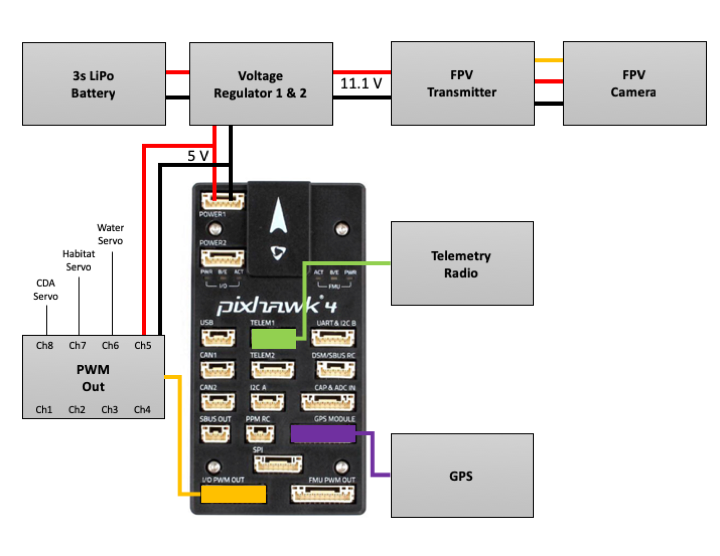 3s LiPo
Battery
Voltage
Regulator 1 & 2
11.1 V
FPV
Transmitter
FPV
Camera
5 V
POWER1
POWER2
PWR B/E ACT
I/O
ACT B/E PWR
FMU
pixhawk 4
USB
TELEM1
UART & I2C B
CAN1
TELEM2
DSM/SBUS RC
CAN2
I2C A
CAP & ADC IN
SBUS OUT
PPM RC
GPS MODULE
SPI
I/O PWM OUT
FMU PWM OUT
Telemetry
Radio
GPS
Water
Servo
Habitat
Servo
CDA
Servo
Ch8
Ch7
Ch6
Ch5
PWM
Out
Ch1
Ch2
Ch3
Ch4